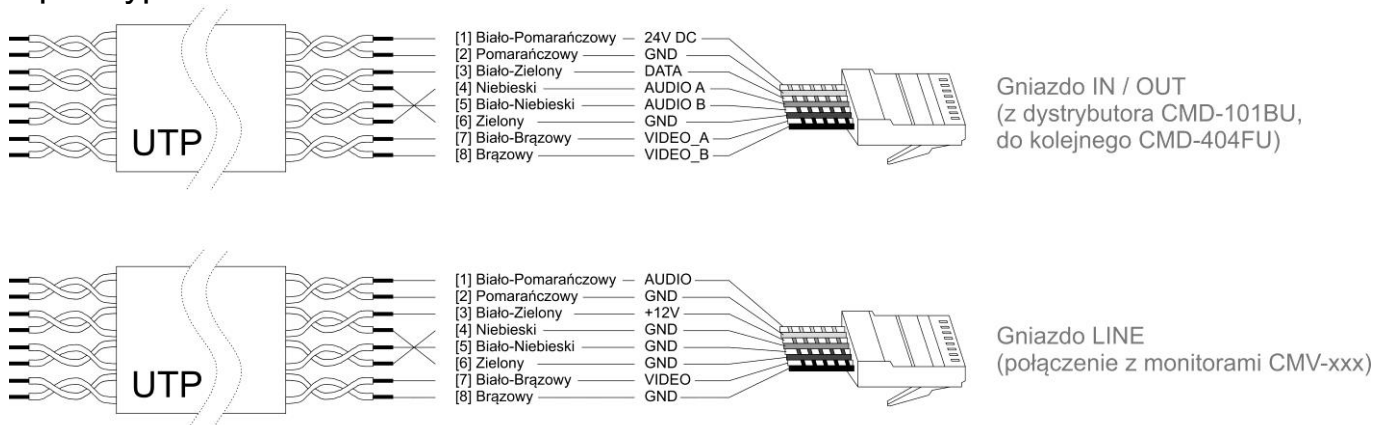 UTP
[1] Biało-Pomarańczowy 24V DC
[2] Pomarańczowy GND
[3] Biało-Zielony DATA
[4] Niebieski AUDIO A
[5] Biało-Niebieski AUDIO B
[6] Zielony GND
[7] Biało-Brązowy VIDEO_A
[8] Brązowy VIDEO_B
Gniazdo IN / OUT
(z dystrybutora CMD-101BU,
do kolejnego CMD-404FU)
UTP
[1] Biało-Pomarańczowy AUDIO
[2] Pomarańczowy GND
[3] Biało-Zielony +12V
[4] Niebieski GND
[5] Biało-Niebieski GND
[6] Zielony GND
[7] Biało-Brązowy VIDEO
[8] Brązowy GND
Gniazdo LINE
(połączenie z monitorami CMV-xxx)